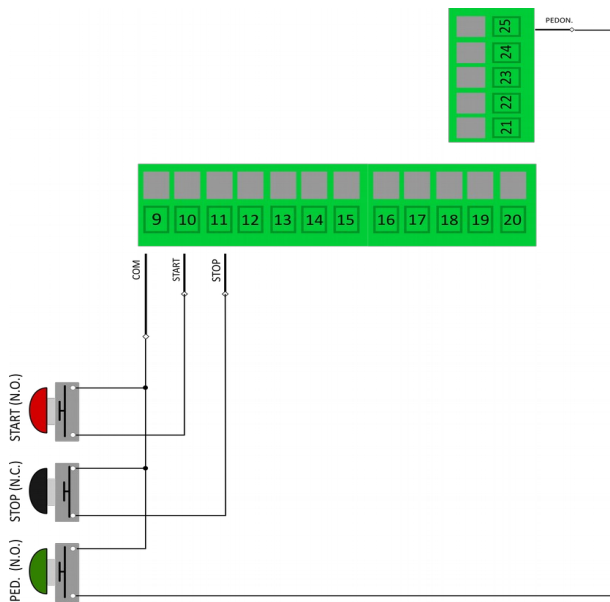 25
PEDON.
24
23
22
21
9 10 11 12 13 14 15 16 17 18 19 20
COM
START
STOP
START (N.O.)
STOP (N.C.)
PED. (N.O.)